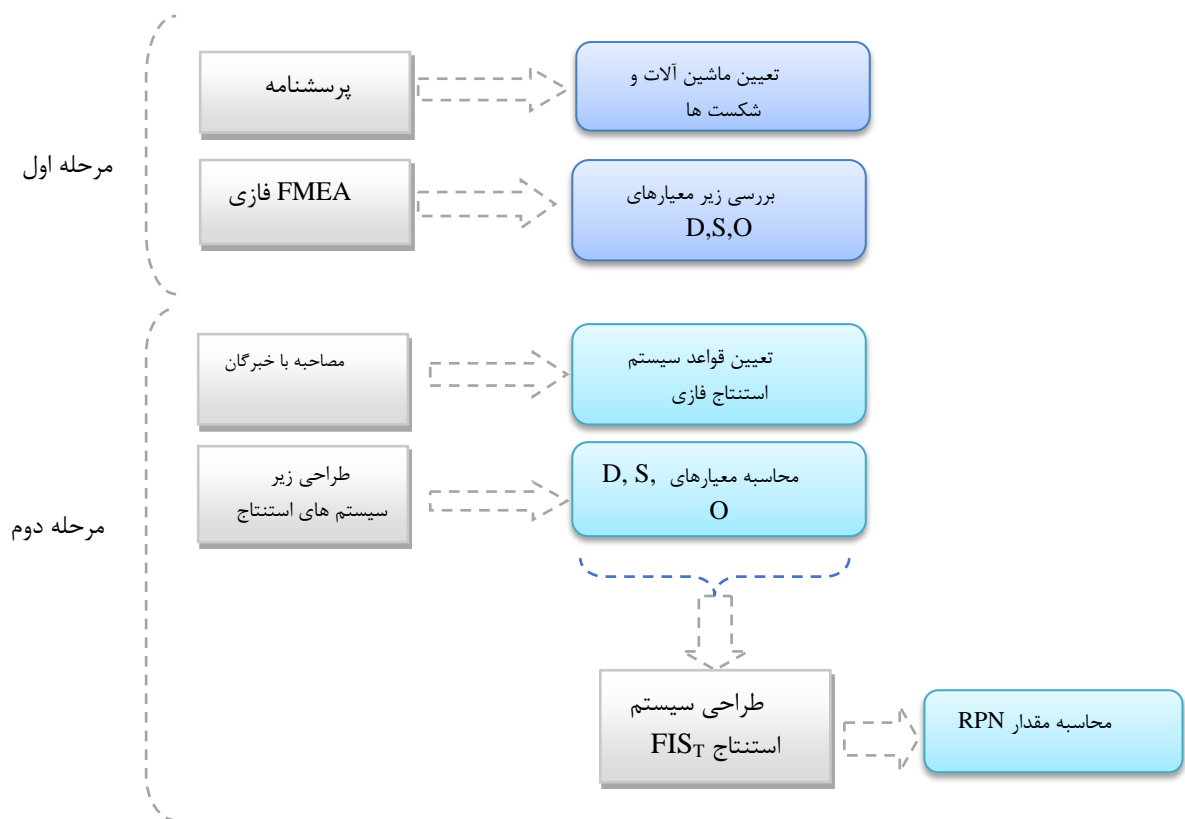 مرحله اول
پرسشنامه
تعیین ماشین آلات و
شکست ها
FMEA فازی
بررسی زیر معیارهای
D,S,O
مرحله دوم
مصاحبه با خبرگان
تعیین قواعد سیستم
استنتاج فازی
طراحی زیر
سیستم های استنتاج
محاسبه معیارهای D, S,
O
طراحی سیستم
استنتاج FIS_T
محاسبه مقدار RPN